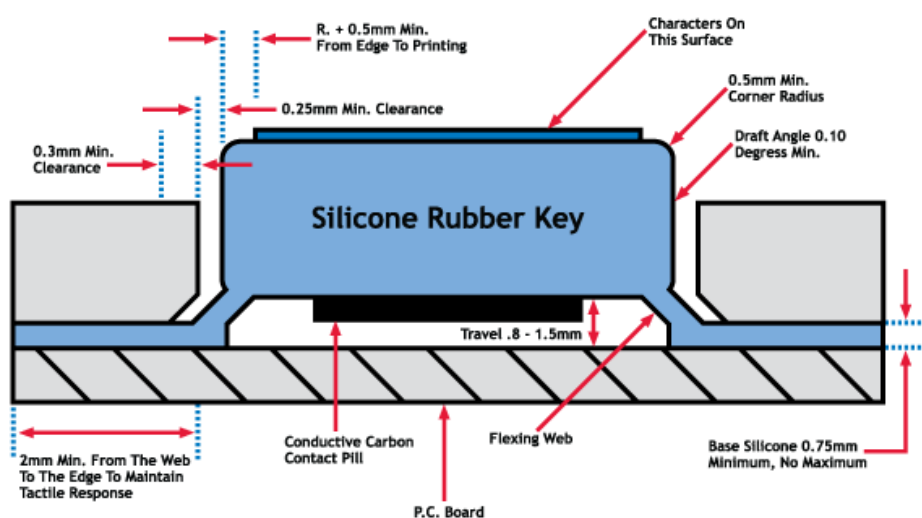 R. + 0.5mm Min.
From Edge To Printing
Characters On
This Surface
0.25mm Min. Clearance
0.5mm Min.
Corner Radius
0.3mm Min.
Clearance
Draft Angle 0.10
Degress Min.
Silicone Rubber Key
Travel .8 - 1.5mm
Conductive Carbon
Contact Pill
Flexing Web
Base Silicone 0.75mm
Minimum, No Maximum
2mm Min. From The Web
To The Edge To Maintain
Tactile Response
P.C. Board